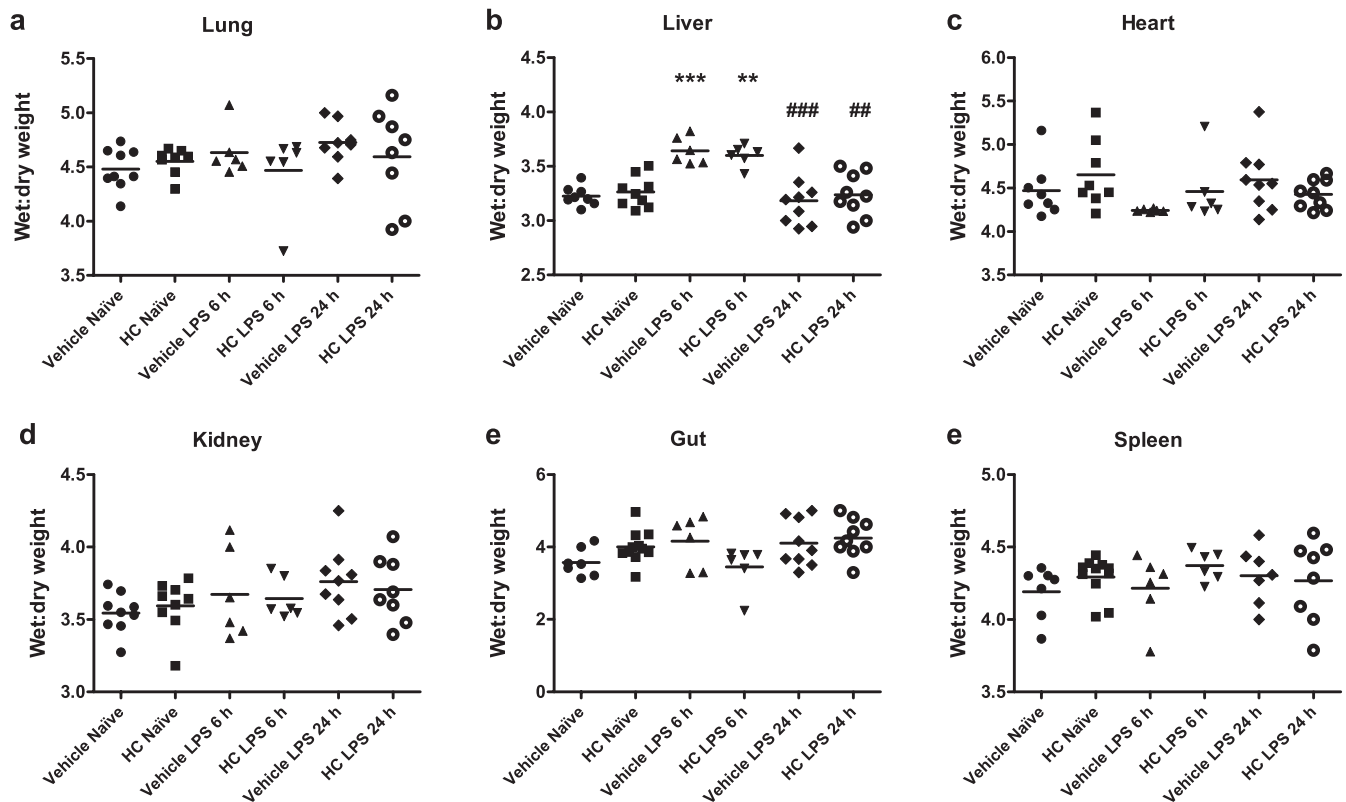 a
Lung
Wet:dry weight
5.5
5.0
4.5
4.0
3.5
Vehicle Naïve
HC Naïve
Vehicle LPS 6 h
HC LPS 6 h
Vehicle LPS 24 h
HC LPS 24 h
b
Liver
Wet:dry weight
4.5
4.0
3.5
3.0
2.5
*** **
### ##
Vehicle Naïve
HC Naïve
Vehicle LPS 6 h
HC LPS 6 h
Vehicle LPS 24 h
HC LPS 24 h
c
Heart
Wet:dry weight
6.0
5.5
5.0
4.5
4.0
3.5
Vehicle Naïve
HC Naïve
Vehicle LPS 6 h
HC LPS 6 h
Vehicle LPS 24 h
HC LPS 24 h
d
Kidney
Wet:dry weight
4.5
4.0
3.5
3.0
Vehicle Naïve
HC Naïve
Vehicle LPS 6 h
HC LPS 6 h
Vehicle LPS 24 h
HC LPS 24 h
e
Gut
Wet:dry weight
6
4
2
0
Vehicle Naïve
HC Naïve
Vehicle LPS 6 h
HC LPS 6 h
Vehicle LPS 24 h
HC LPS 24 h
e
Spleen
Wet:dry weight
5.0
4.5
4.0
3.5
Vehicle Naïve
HC Naïve
Vehicle LPS 6 h
HC LPS 6 h
Vehicle LPS 24 h
HC LPS 24 h